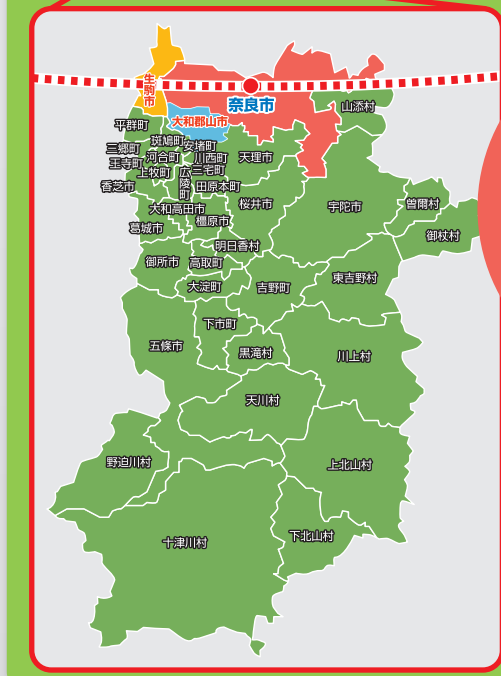 生駒市
奈良市
山添村
大和郡山市
平群町
斑鳩町
安堵町
三郷町
河合町
川西町
天理市
王寺町
三宅町
上牧町
広陵町
香芝市
田原本町
桜井市
宇陀市
曽爾村
大和高田市
橿原市
葛城市
御杖村
明日香村
御所市
高取町
東吉野村
大淀町
吉野町
下市町
五條市
黒滝村
川上村
天川村
野迫川村
上北山村
十津川村
下北山村